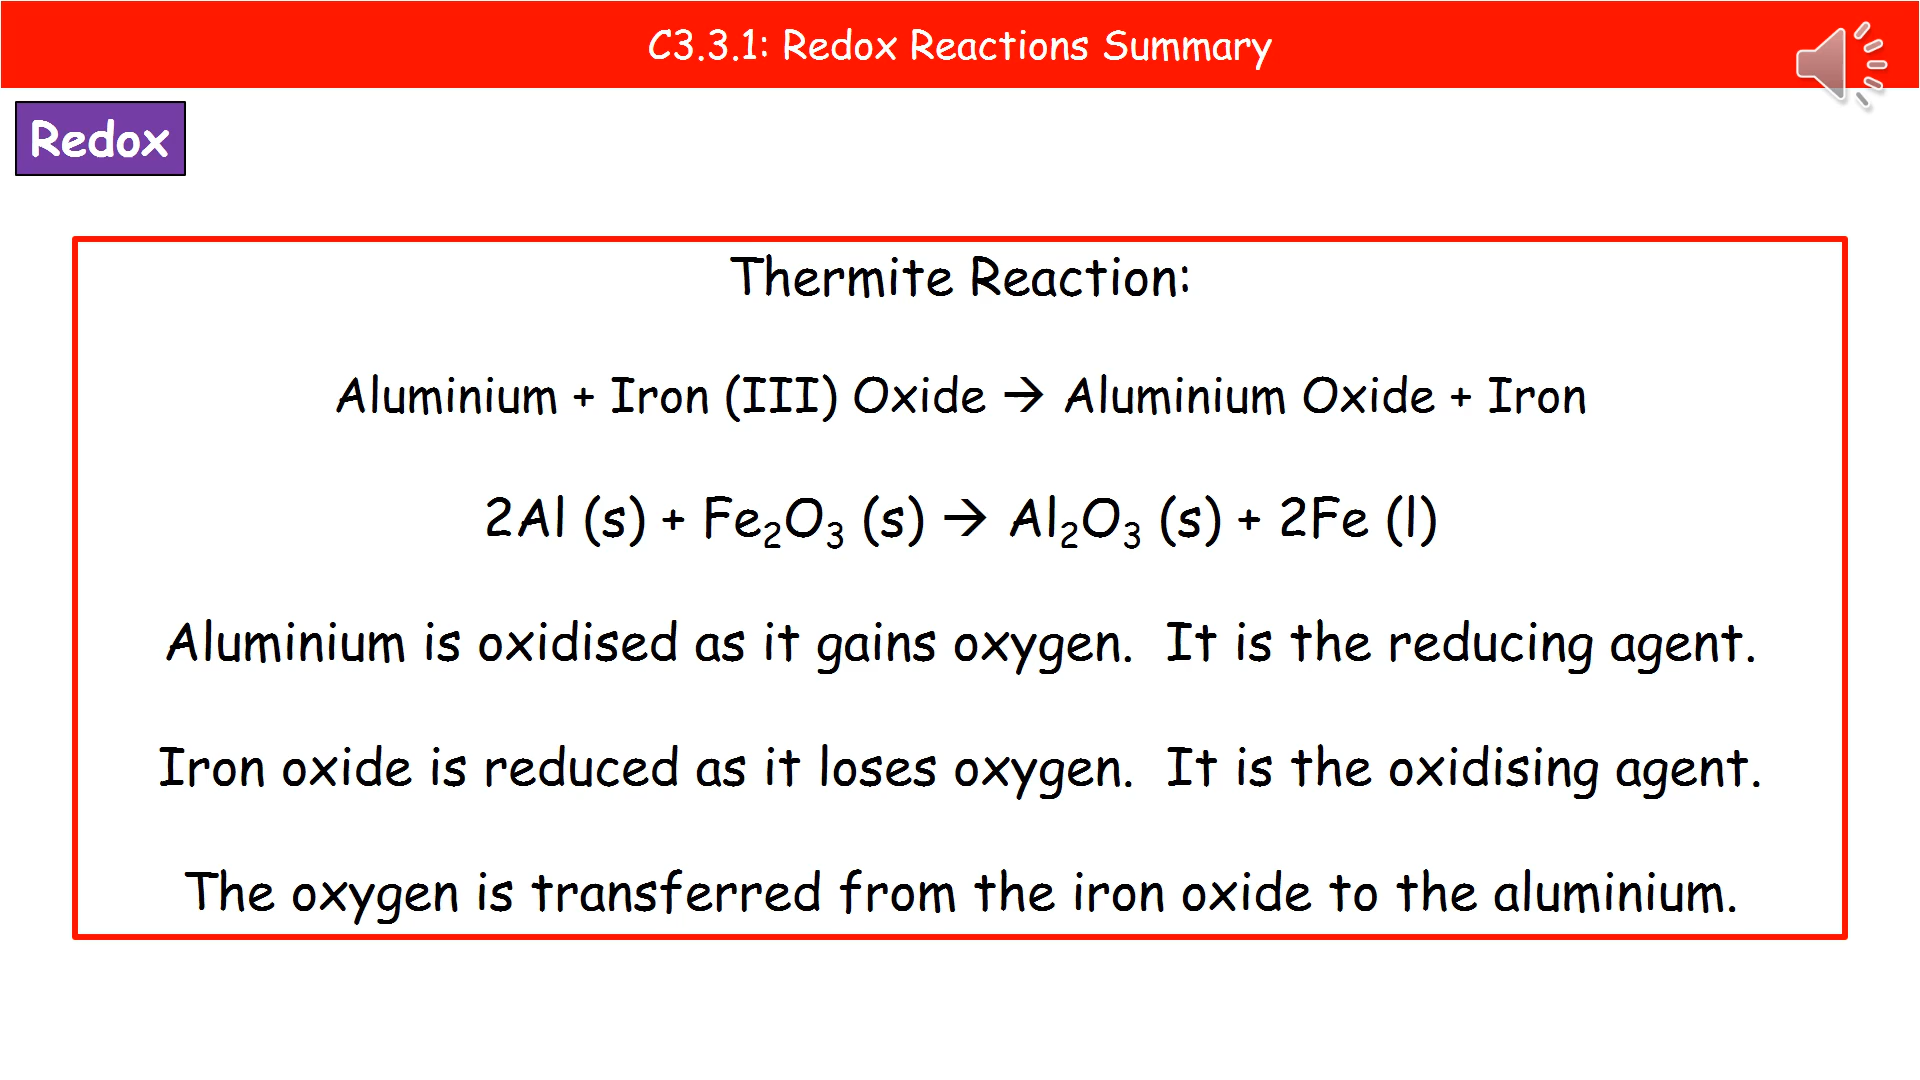 C3.3.1: Redox Reactions Summary
Redox
Thermite Reaction:
Aluminium + Iron (III) Oxide → Aluminium Oxide + Iron
2Al (s) + Fe₂O₃ (s) → Al₂O₃ (s) + 2Fe (l)
Aluminium is oxidised as it gains oxygen.  It is the reducing agent.
Iron oxide is reduced as it loses oxygen.  It is the oxidising agent.
The oxygen is transferred from the iron oxide to the aluminium.